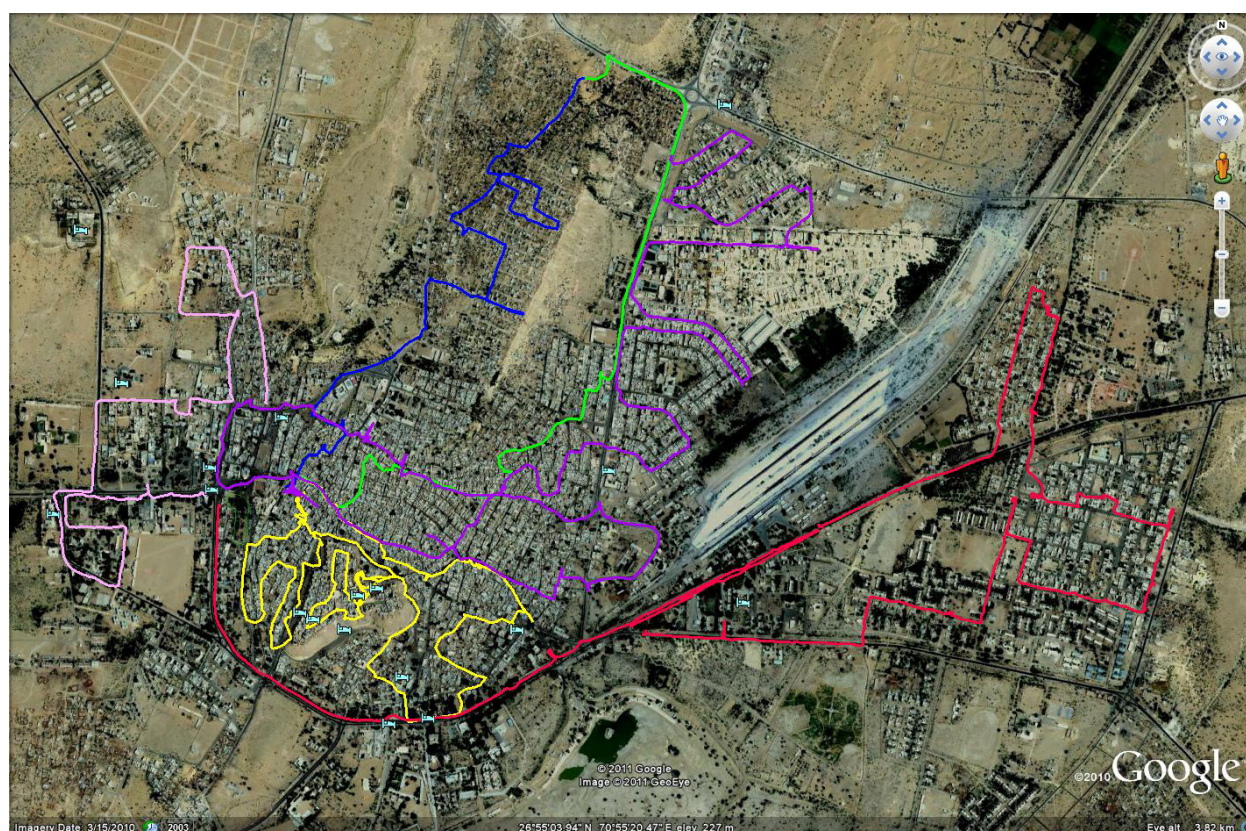 N
© 2011 Google
Image © 2011 GeoEye
©2010 Google
Imagery Date 3/15/2010 2003 26°55'03.94" N 70°55'20.47" E elev 227 m Eye alt 3.82 km